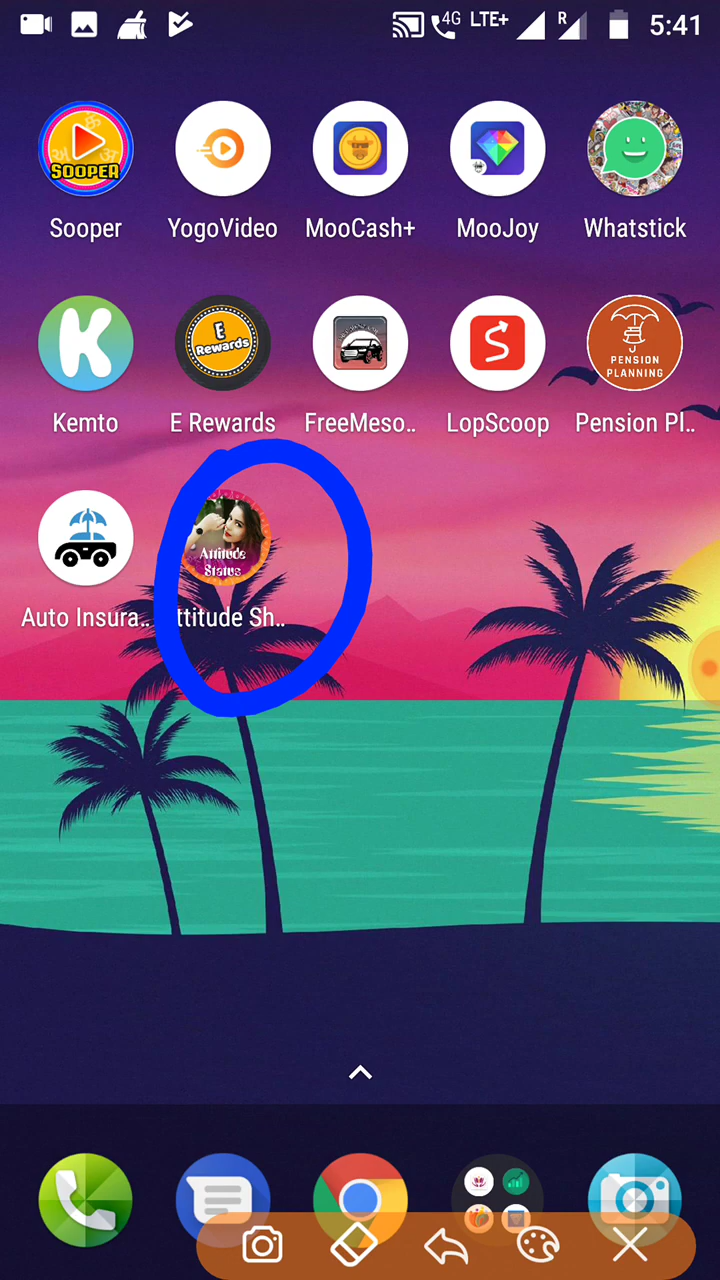 4G LTE+ R 5:41
SOOPER
Sooper YogoVideo MooCash+ MooJoy Whatstick
K
E
Rewards
PENSION
PLANNING
Kemto E Rewards FreeMeso.. LopScoop Pension Pl..
Attitude
Status
Auto Insura.. ttitude Sh..